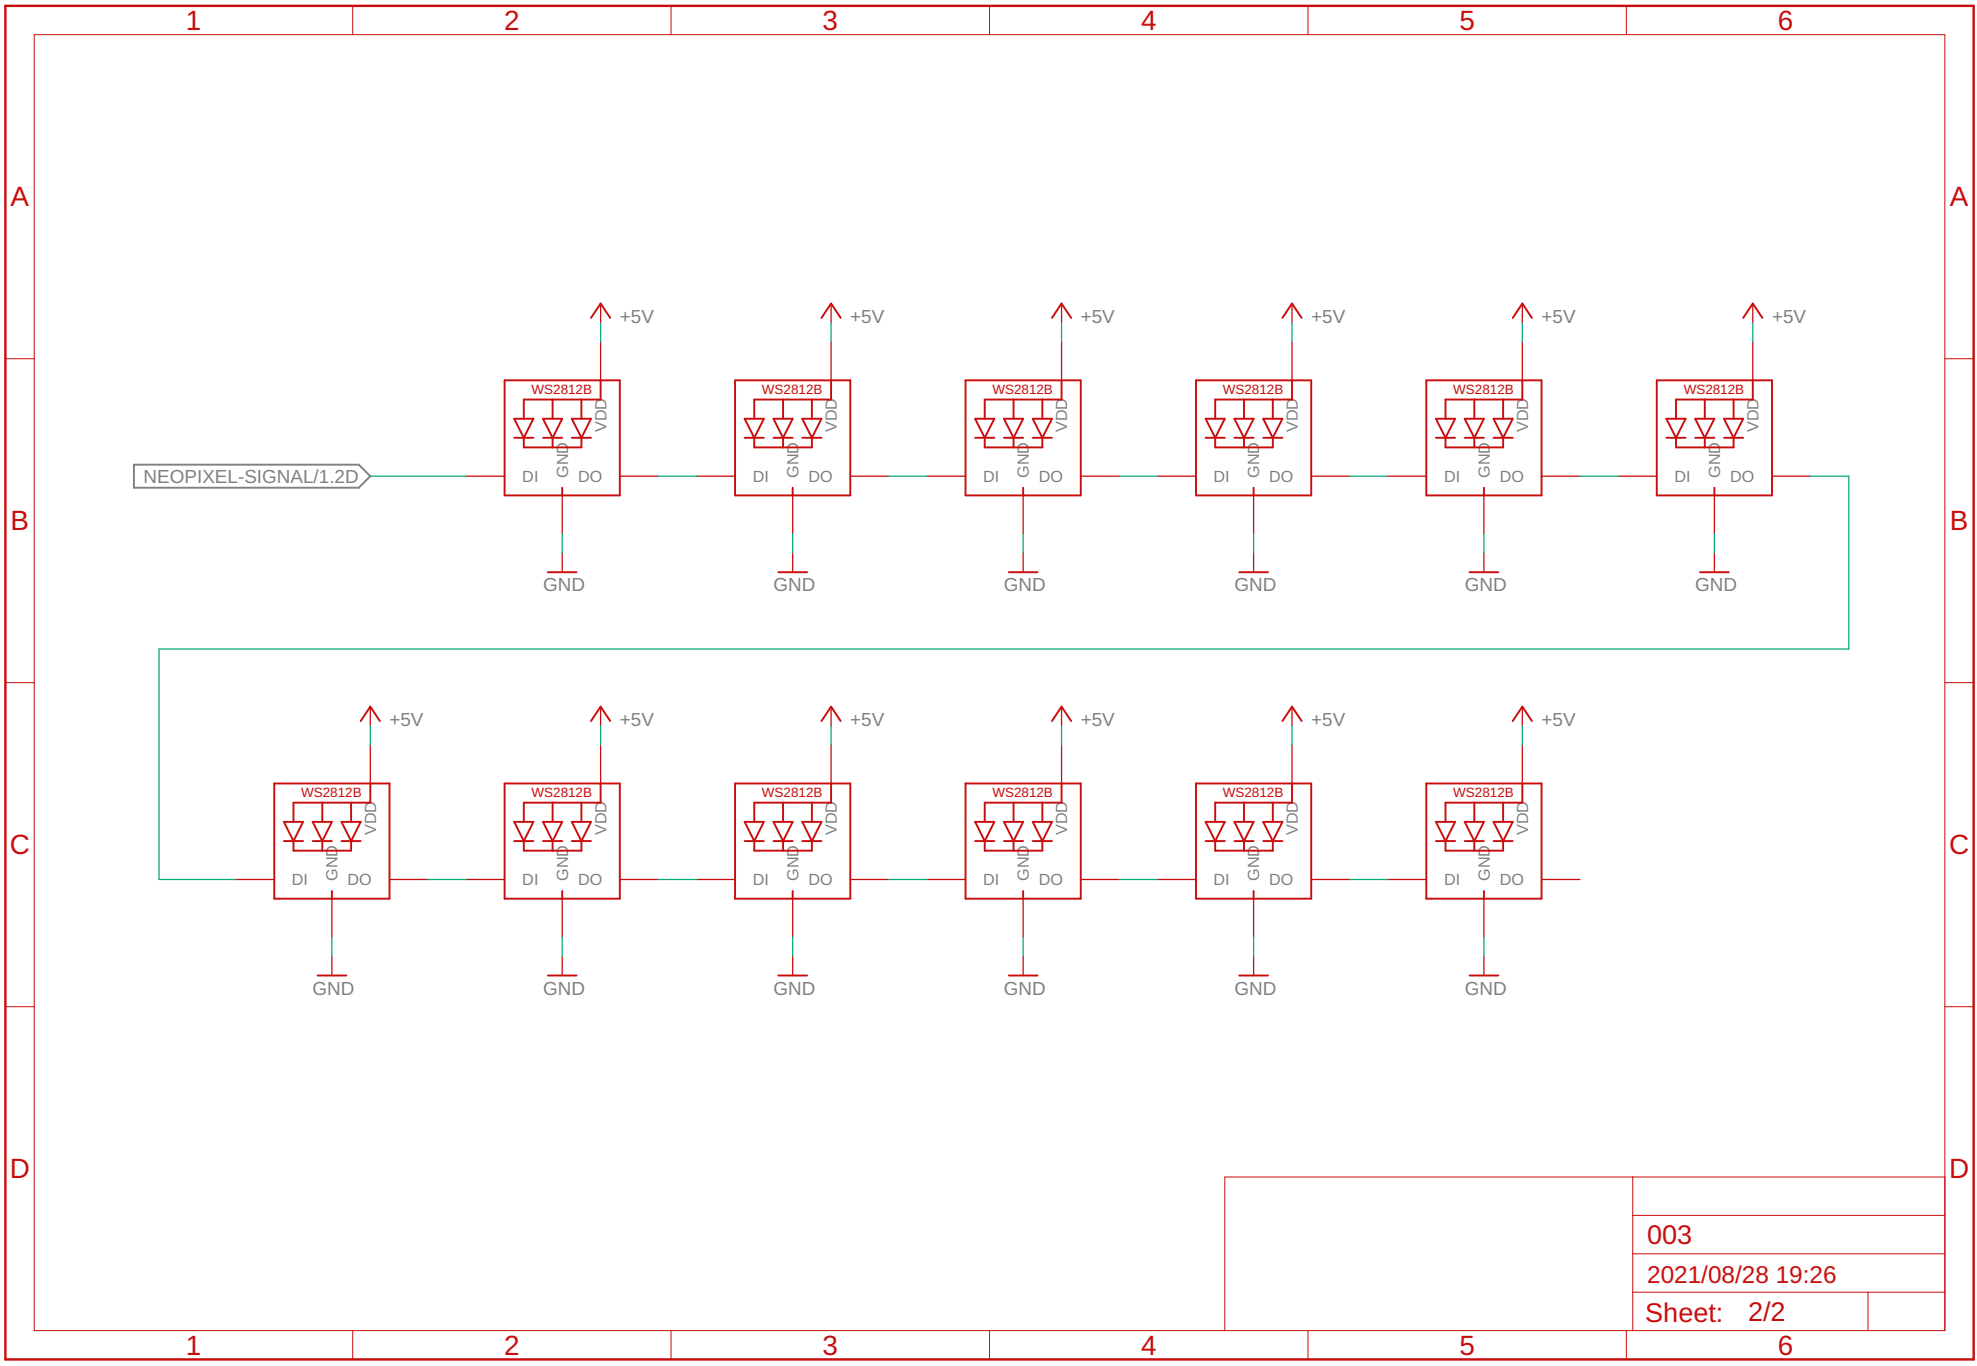 1 2 3 4 5 6
A A
+5V +5V +5V +5V +5V +5V
WS2812B WS2812B WS2812B WS2812B WS2812B WS2812B
VDD VDD VDD VDD VDD VDD
GND GND GND GND GND GND
NEOPIXEL-SIGNAL/1.2D DI DO DI DO DI DO DI DO DI DO DI DO
B B
GND GND GND GND GND GND
+5V +5V +5V +5V +5V +5V
WS2812B WS2812B WS2812B WS2812B WS2812B WS2812B
VDD VDD VDD VDD VDD VDD
C C
GND GND GND GND GND GND
DI DO DI DO DI DO DI DO DI DO DI DO
GND GND GND GND GND GND
D D
003
2021/08/28 19:26
Sheet: 2/2
1 2 3 4 5 6